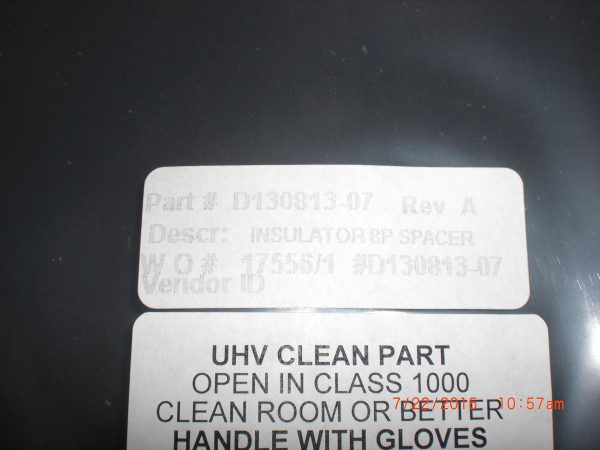 Part # D130813-07 Rev A
Descr: INSULATOR 8P. SPACER
W O # 17556/1 #D130813-07
Vendor ID
UHV CLEAN PART
OPEN IN CLASS 1000
CLEAN ROOM OR BETTER
7/22/2015 10:57am
HANDLE WITH GLOVES